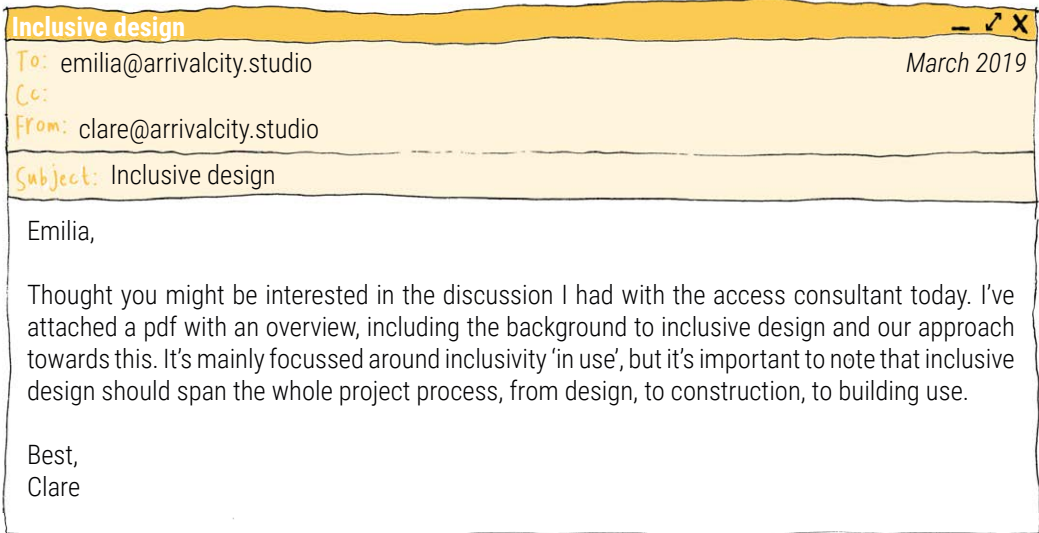 Inclusive design
To: emilia@arrivalcity.studio March 2019
Cc:
From: clare@arrivalcity.studio
Subject: Inclusive design
Emilia,
Thought you might be interested in the discussion I had with the access consultant today. I've
attached a pdf with an overview, including the background to inclusive design and our approach
towards this. It's mainly focussed around inclusivity 'in use', but it's important to note that inclusive
design should span the whole project process, from design, to construction, to building use.
Best,
Clare